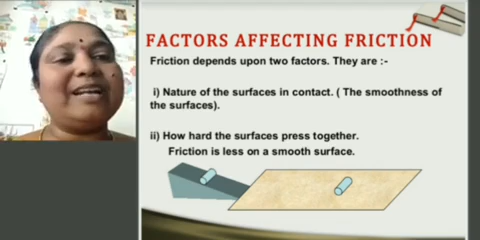 FACTORS AFFECTING FRICTION
Friction depends upon two factors. They are :-
i) Nature of the surfaces in contact. ( The smoothness of
the surfaces).
ii) How hard the surfaces press together.
Friction is less on a smooth surface.